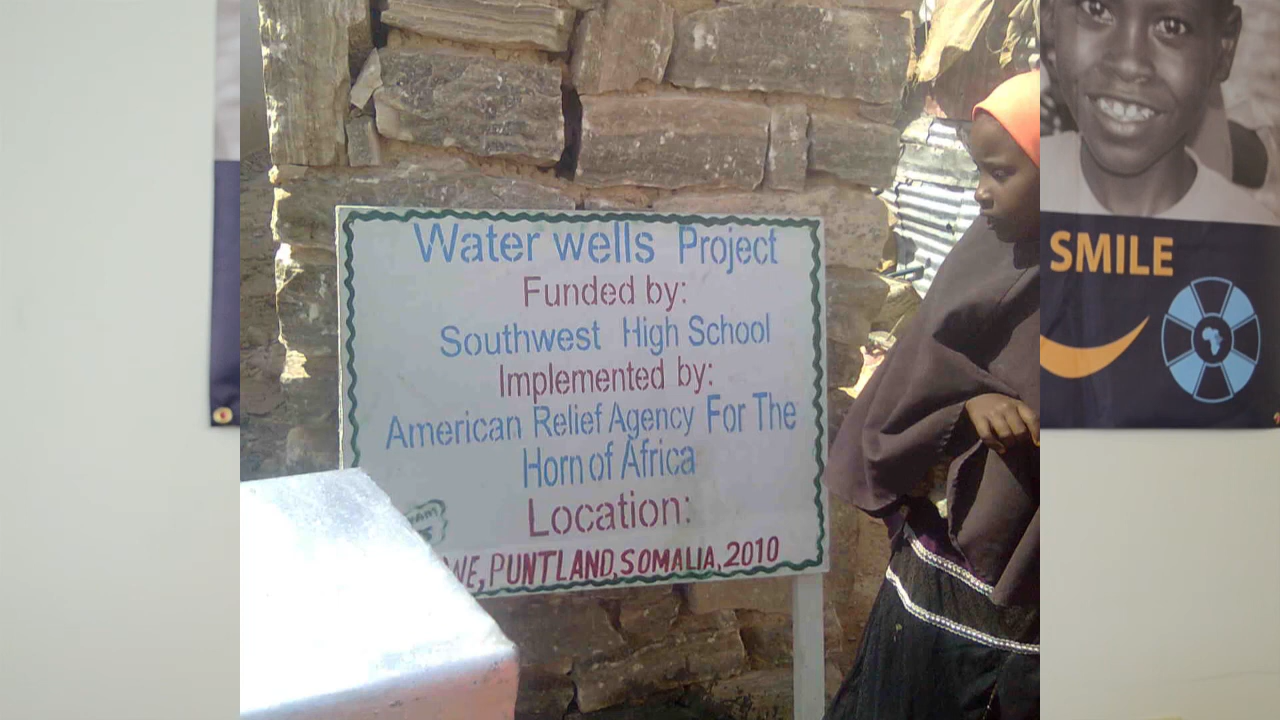 Water wells Project
Funded by:
Southwest High School
Implemented by:
American Relief Agency For The
Horn of Africa
Location:
PUNTLAND, SOMALIA, 2010
SMILE